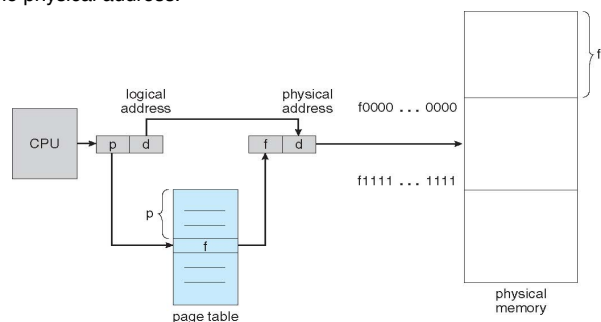 physical address.
logical address
physical address
CPU
p d
f d
f0000 ... 0000
f1111 ... 1111
f
p
f
page table
physical memory